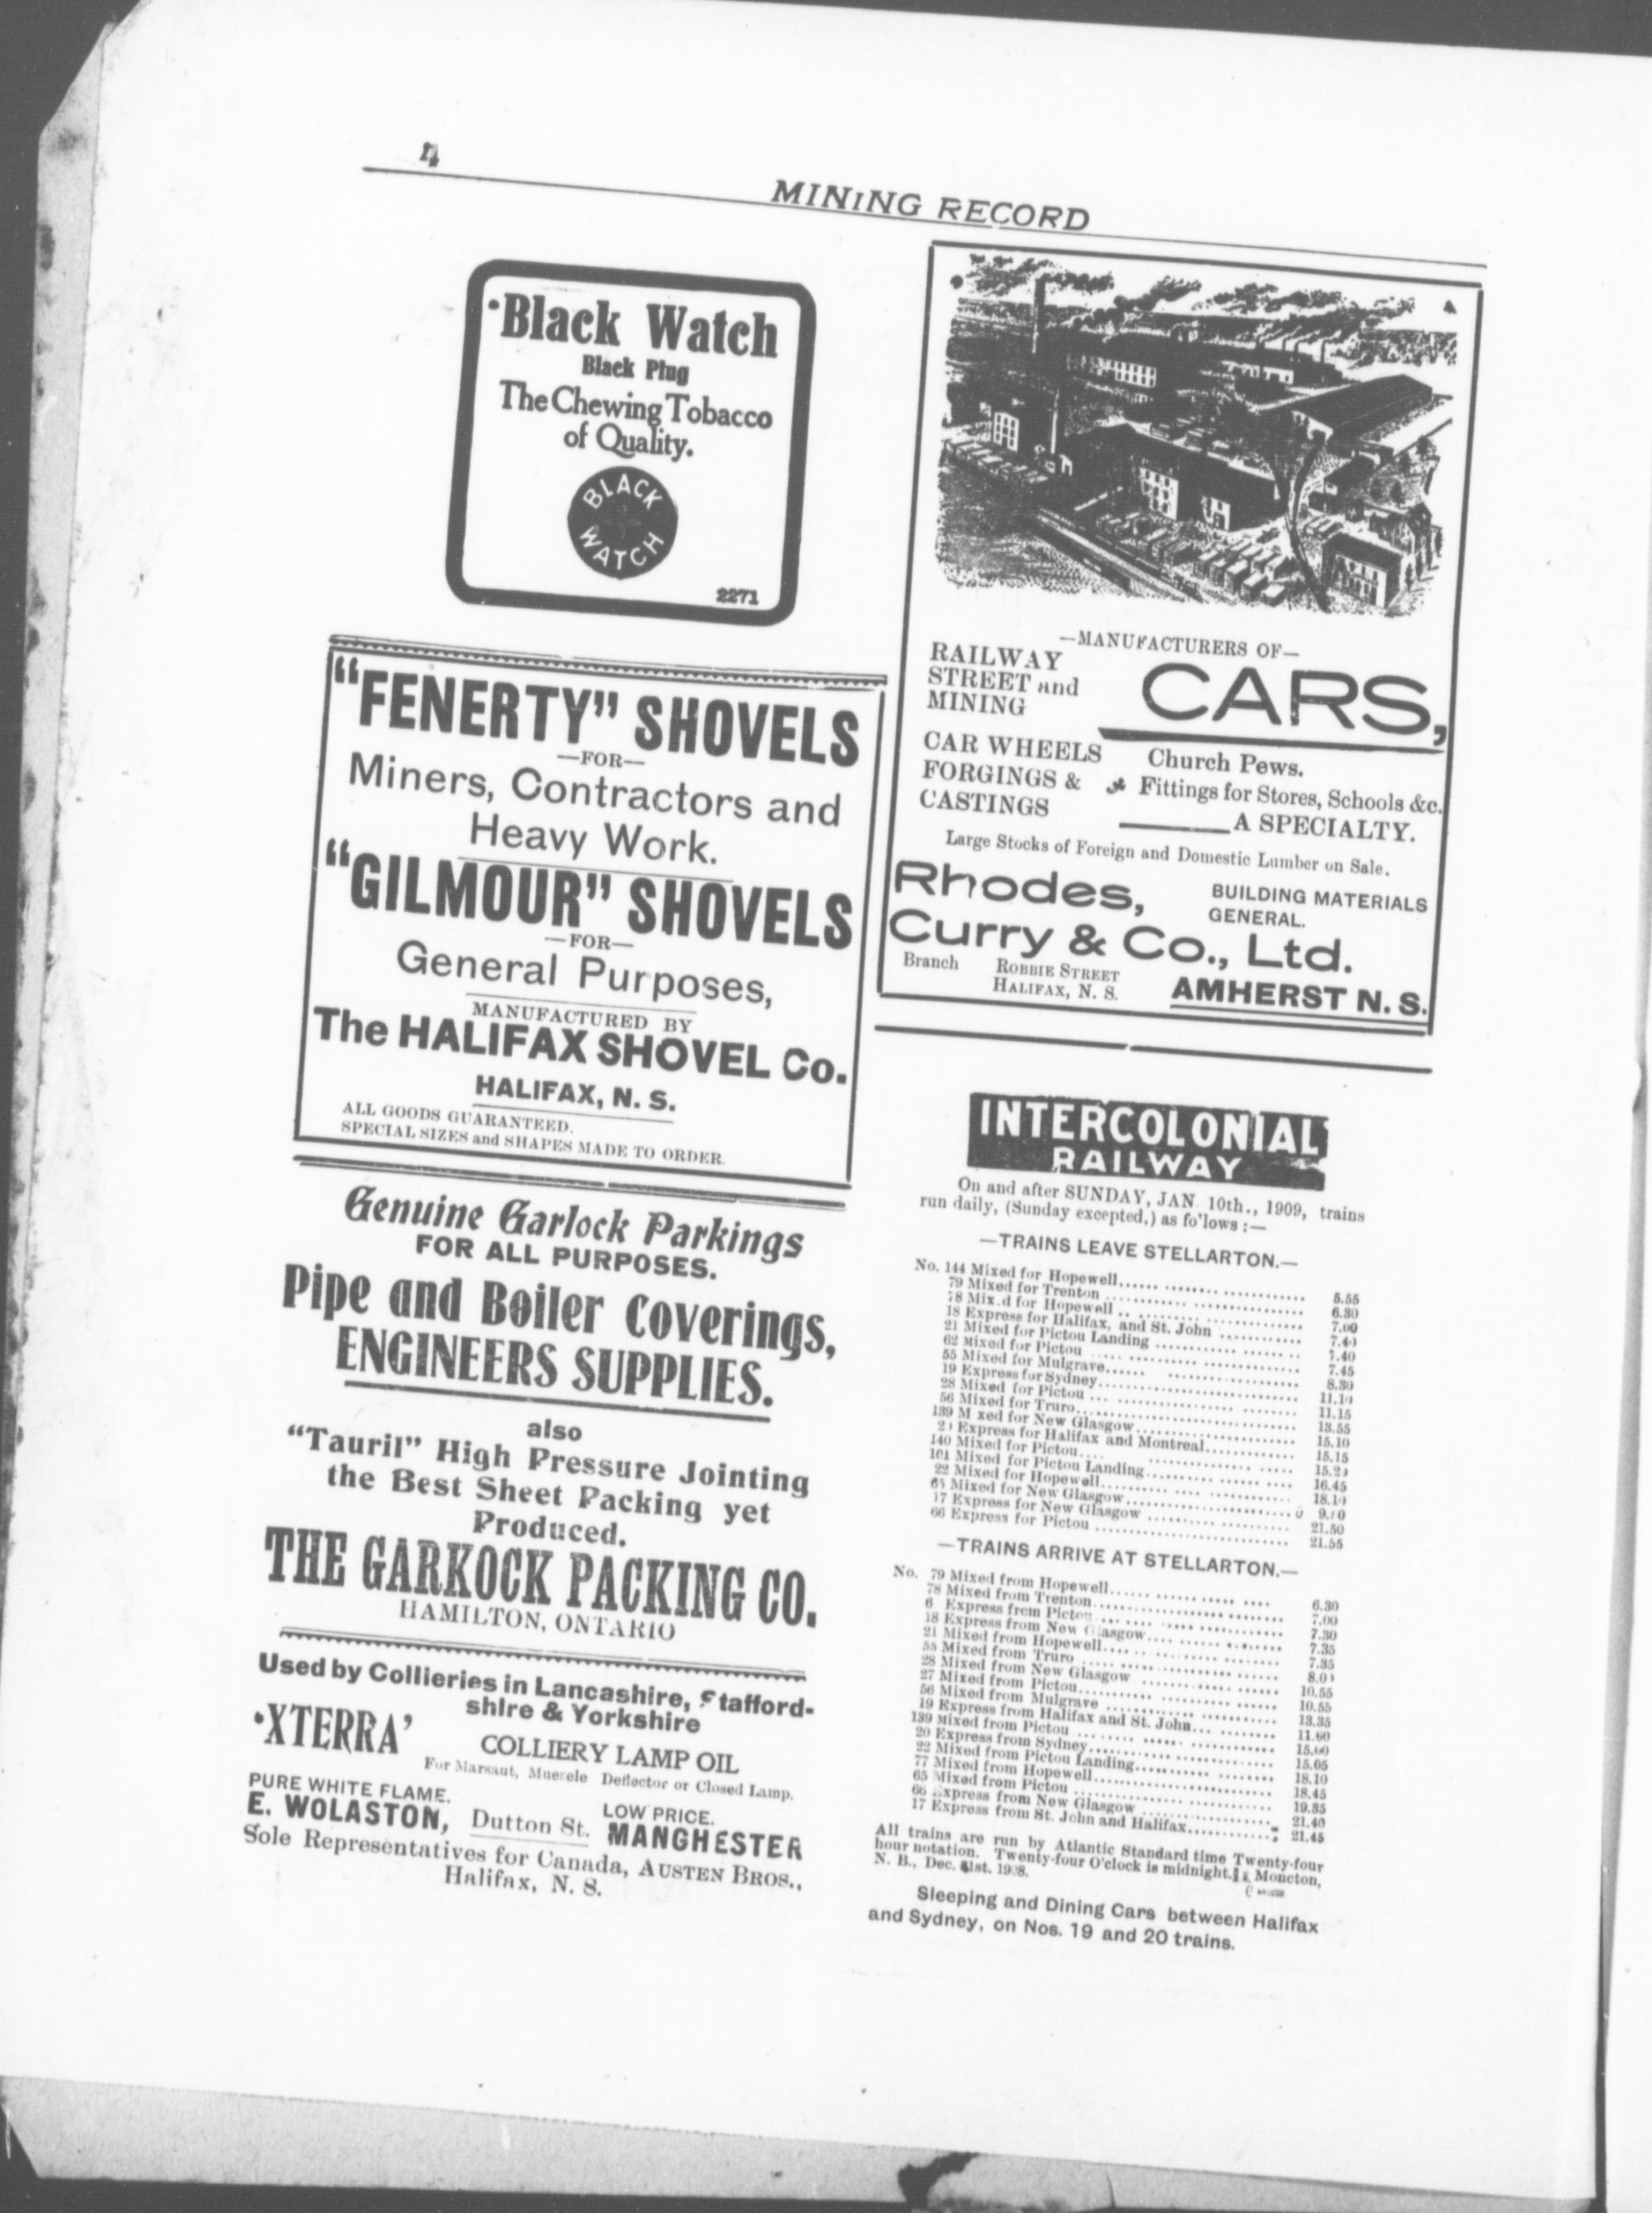 4
MINING RECORD
Black Watch
Black Plug
The Chewing Tobacco
of Quality.
BLACK
WATCH
2271
"FENERTY" SHOVELS
—FOR—
Miners, Contractors and
Heavy Work.
"GILMOUR" SHOVELS
—FOR—
General Purposes,
MANUFACTURED BY
The HALIFAX SHOVEL Co.
HALIFAX, N. S.
ALL GOODS GUARANTEED.
SPECIAL SIZES and SHAPES MADE TO ORDER.
Genuine Garlock Parkings
FOR ALL PURPOSES.
Pipe and Boiler Coverings,
ENGINEERS SUPPLIES.
also
"Tauril" High Pressure Jointing
the Best Sheet Packing yet
Produced.
THE GARKOCK PACKING CO.
HAMILTON, ONTARIO
Used by Collieries in Lancashire, Stafford-
shire & Yorkshire
'XTERRA'
COLLIERY LAMP OIL
For Marsaut, Muesele Deflector or Closed Lamp.
PURE WHITE FLAME.
LOW PRICE.
E. WOLASTON, Dutton St. MANGHESTER
Sole Representatives for Canada, AUSTEN BROS.,
Halifax, N. S.
—MANUFACTURERS OF—
RAILWAY
STREET and
MINING
CARS,
CAR WHEELS
FORGINGS &
CASTINGS
Church Pews.
Fittings for Stores, Schools &c.
A SPECIALTY.
Large Stocks of Foreign and Domestic Lumber on Sale.
Rhodes,
BUILDING MATERIALS
GENERAL.
Curry & Co., Ltd.
Branch ROBBIE STREET
HALIFAX, N. S.
AMHERST N. S.
INTERCOLONIAL
RAILWAY
On and after SUNDAY, JAN. 10th., 1909, trains
run daily, (Sunday excepted,) as fo'lows :—
—TRAINS LEAVE STELLARTON.—
No. 144 Mixed for Hopewell 5.55
79 Mixed for Trenton 6.30
78 Mix.d for Hopewell 7.00
18 Express for Halifax, and St. John 7.40
21 Mixed for Pictou Landing 7.40
62 Mixed for Pictou 7.45
55 Mixed for Mulgrave 8.30
19 Express for Sydney 11.10
28 Mixed for Pictou 11.15
56 Mixed for Truro 13.55
139 M xed for New Glasgow 15.10
20 Express for Halifax and Montreal 15.15
140 Mixed for Pictou
161 Mixed for Pictou Landing 16.45
22 Mixed for Hopewell 18.10
65 Mixed for New Glasgow
17 Express for New Glasgow 21.50
66 Express for Pictou 21.55
—TRAINS ARRIVE AT STELLARTON.—
No. 79 Mixed from Hopewell 6.30
78 Mixed from Trenton 7.00
6 Express from Pictou 7.30
18 Express from New Glasgow 7.35
21 Mixed from Hopewell 7.35
55 Mixed from Truro
28 Mixed from New Glasgow 10.55
27 Mixed from Pictou 10.55
56 Mixed from Mulgrave 13.35
19 Express from Halifax and St. John 11.00
139 Mixed from Pictou 15.00
20 Express from Sydney 15.05
22 Mixed from Pictou Landing 18.10
77 Mixed from Hopewell 18.45
65 Mixed from Pictou 19.35
66 Express from New Glasgow 21.40
17 Express from St. John and Halifax 21.45
All trains are run by Atlantic Standard time Twenty-four
hour notation. Twenty-four O'clock is midnight. Moncton,
N. B., Dec.
Sleeping and Dining Cars between Halifax
and Sydney, on Nos. 19 and 20 trains.